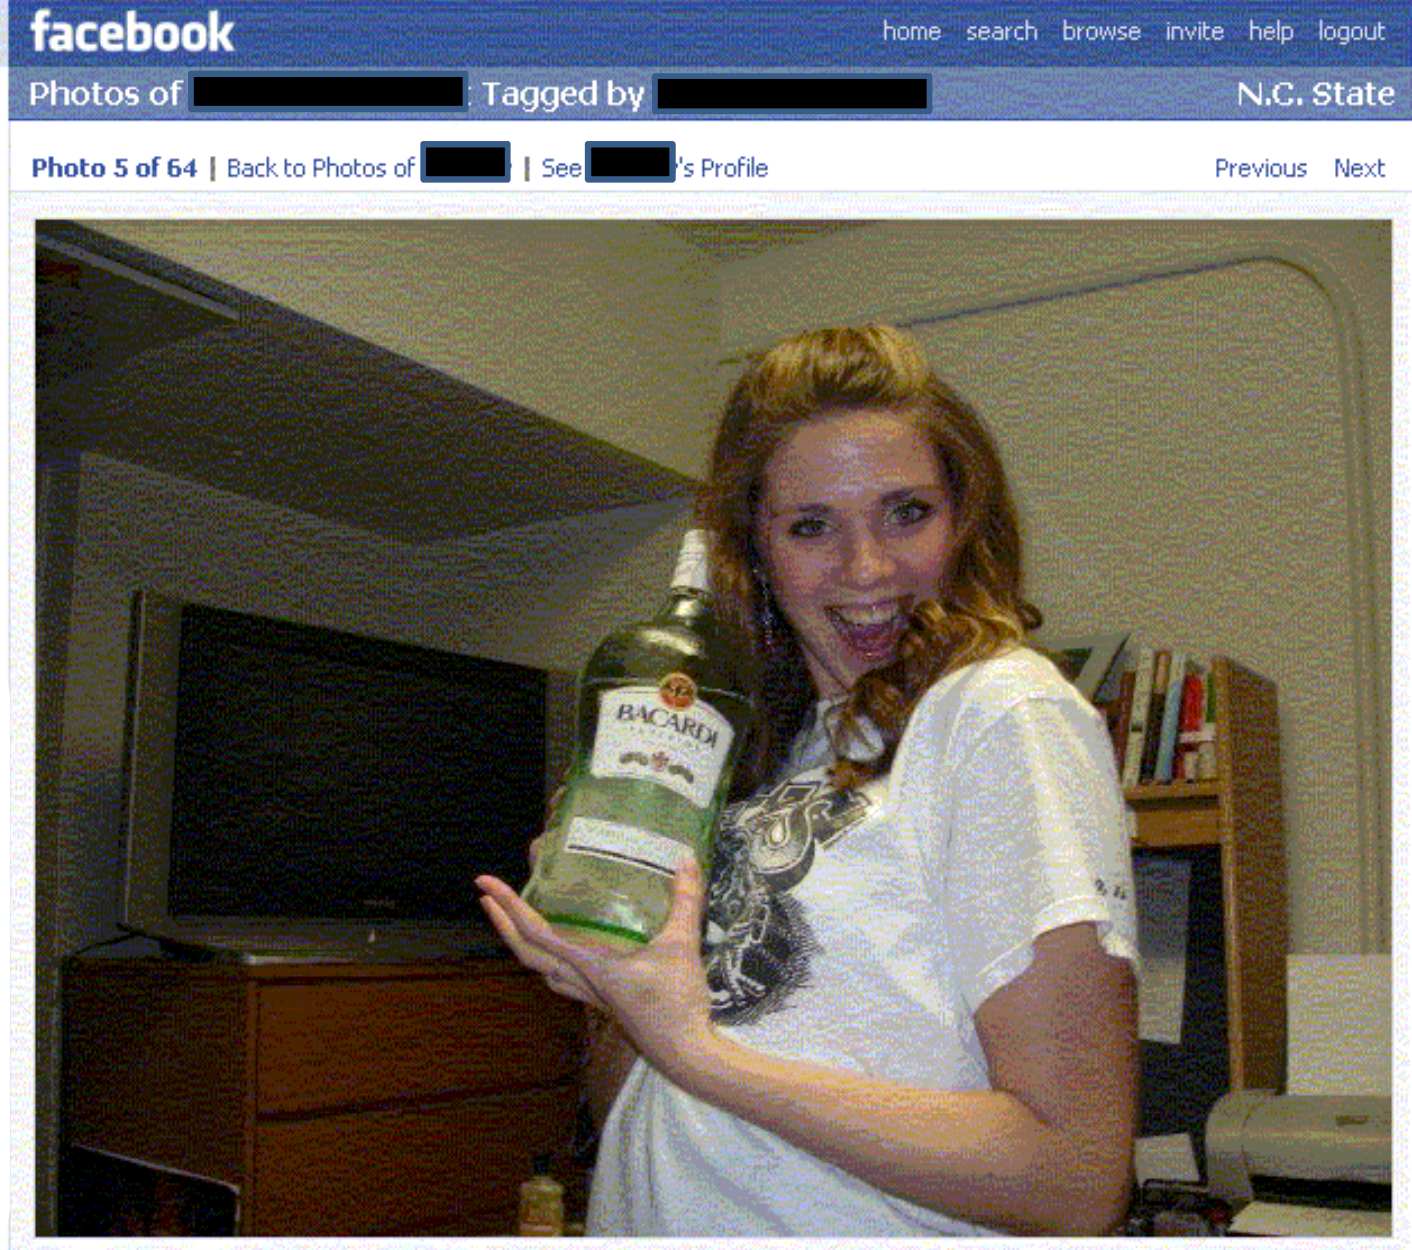 facebook home search browse invite help logout
Photos of : Tagged by N.C. State
Photo 5 of 64 | Back to Photos of | See 's Profile Previous Next
BACARDI